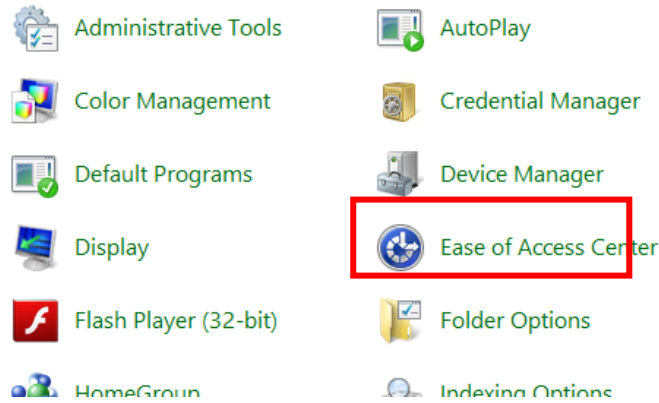 Administrative Tools
AutoPlay
Color Management
Credential Manager
Default Programs
Device Manager
Display
Ease of Access Center
Flash Player (32-bit)
Folder Options
HomeGroup
Indexing Options